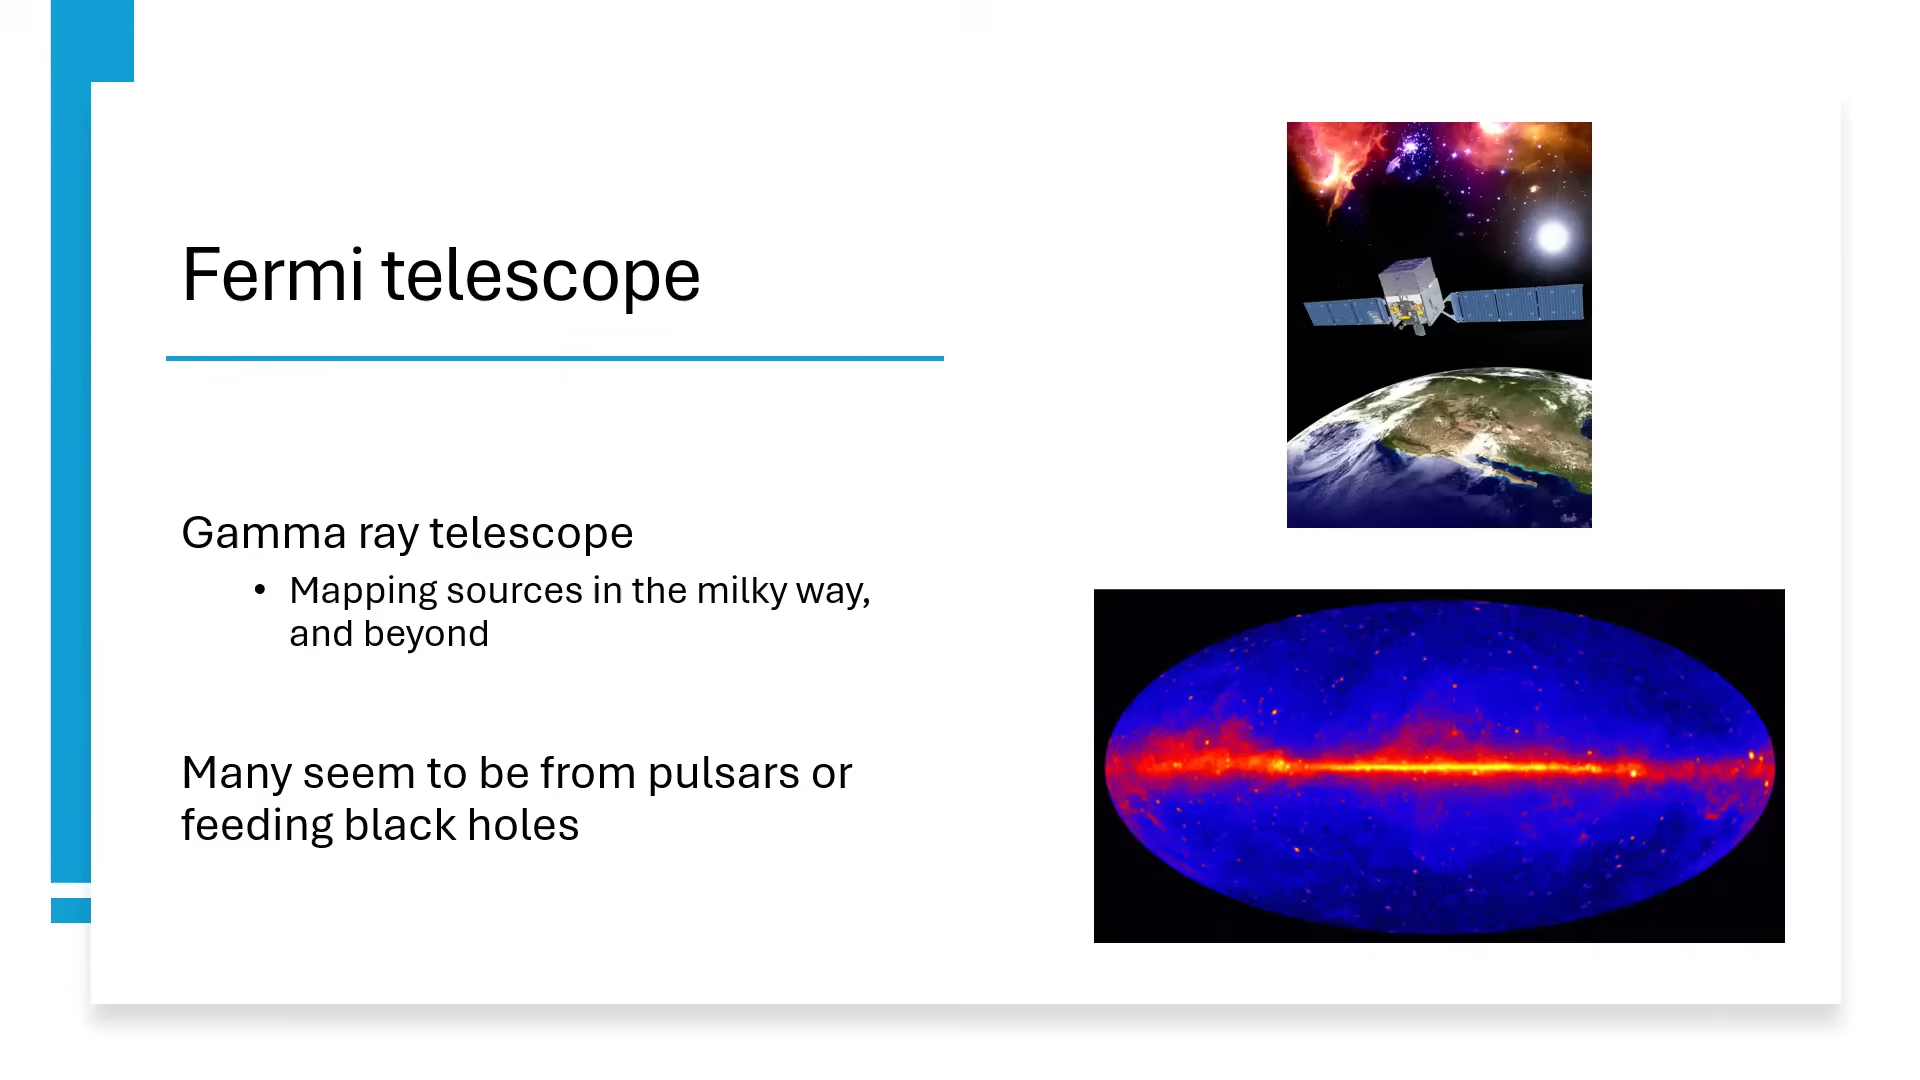 Fermi telescope
Gamma ray telescope
• Mapping sources in the milky way,
and beyond
Many seem to be from pulsars or
feeding black holes